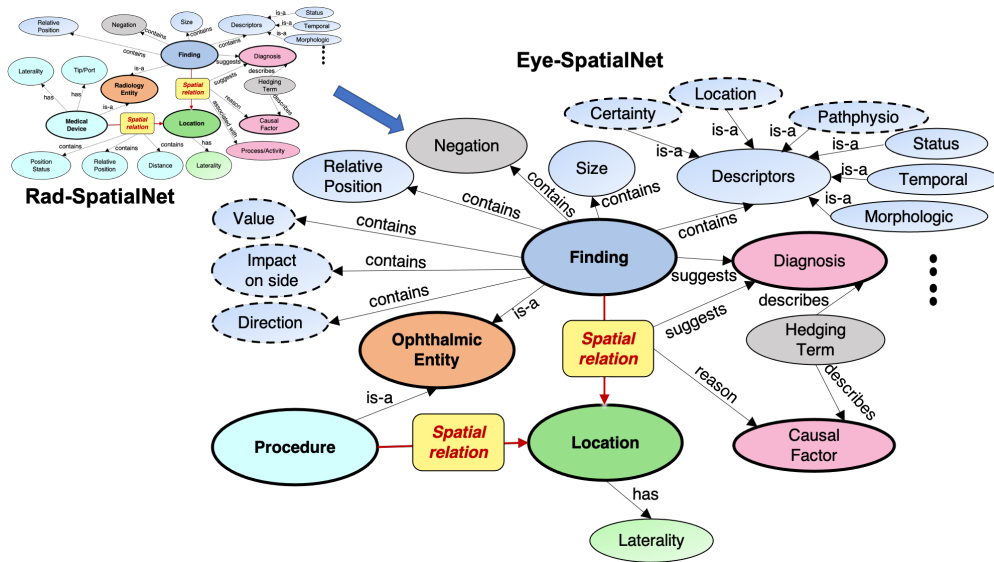 Status
Relative
Position
Negation
Size
Descriptors
is-a
Temporal
is-a
Morphologic
is-a
contains
contains
contains
contains
Finding
suggests
Diagnosis
Laterality
Tip/Port
is-a
Radiology
Entity
suggests
describes
Spatial
relation
Hedging
Term
has
has
is-a
reason
describes
associated with
Medical
Device
Spatial
relation
Location
Causal
Factor
Process/Activity
contains
contains
contains
has
Position
Status
Relative
Position
Distance
Laterality
Rad-SpatialNet
Eye-SpatialNet
Certainty
Location
Pathphysio
is-a
is-a
is-a
Status
is-a
Negation
Relative
Position
Size
Descriptors
is-a
Temporal
is-a
Morphologic
contains
contains
contains
contains
Value
contains
Impact
on side
contains
Direction
contains
Finding
suggests
Diagnosis
is-a
Ophthalmic
Entity
Spatial
relation
suggests
describes
Hedging
Term
reason
describes
is-a
Procedure
Spatial
relation
Location
Causal
Factor
has
Laterality